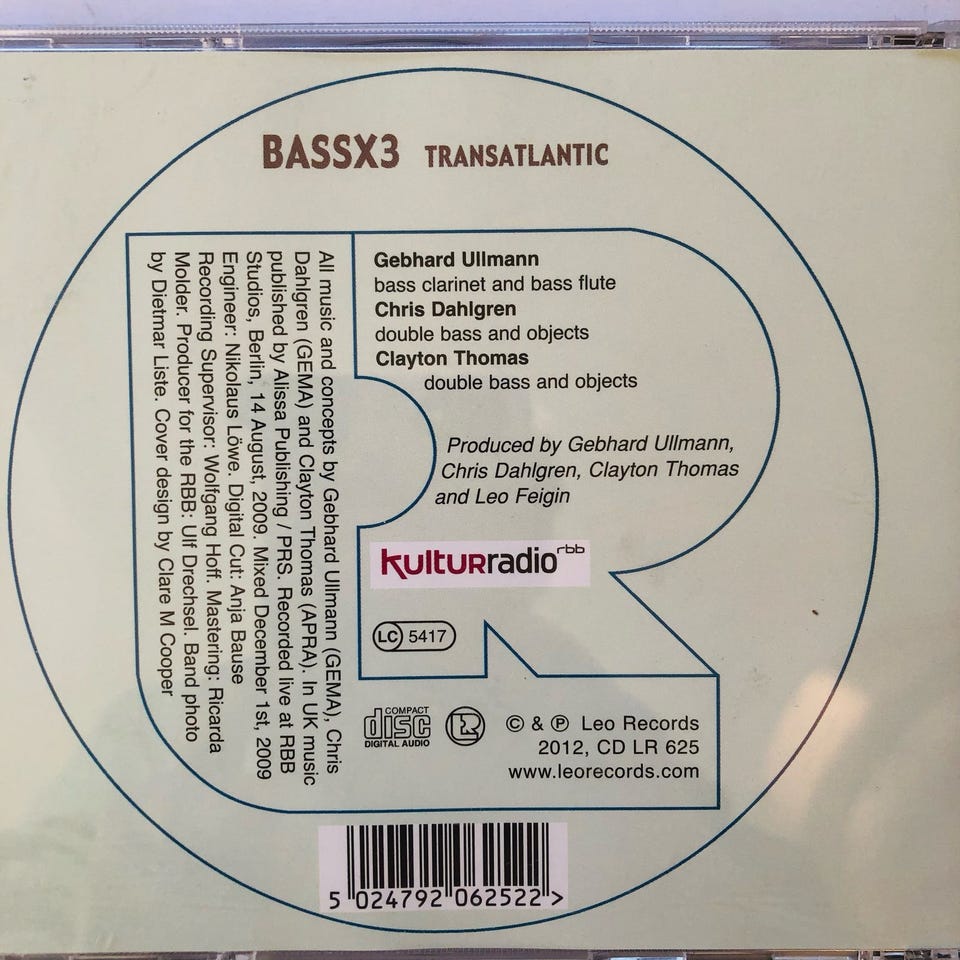 BASSX3 TRANSATLANTIC
Gebhard Ullmann
bass clarinet and bass flute
Chris Dahlgren
double bass and objects
Clayton Thomas
double bass and objects
Produced by Gebhard Ullmann,
Chris Dahlgren, Clayton Thomas
and Leo Feigin
kulturradio rbb
LC 5417
All music and concepts by Gebhard Ullmann (GEMA), Chris
Dahlgren (GEMA) and Clayton Thomas (APRA). In UK music
published by Alissa Publishing / PRS. Recorded live at RBB
Studios, Berlin, 14 August, 2009. Mixed December 1st, 2009
Engineer: Nikolaus Löwe. Digital Cut: Anja Bause
Recording Supervisor: Wolfgang Hoff. Mastering: Ricarda
Molder. Producer for the RBB: Ulf Drechsel. Band photo
by Dietmar Liste. Cover design by Clare M Cooper
COMPACT
disc
DIGITAL AUDIO
© & ℗ Leo Records
2012, CD LR 625
www.leorecords.com
5 024792 062522 >